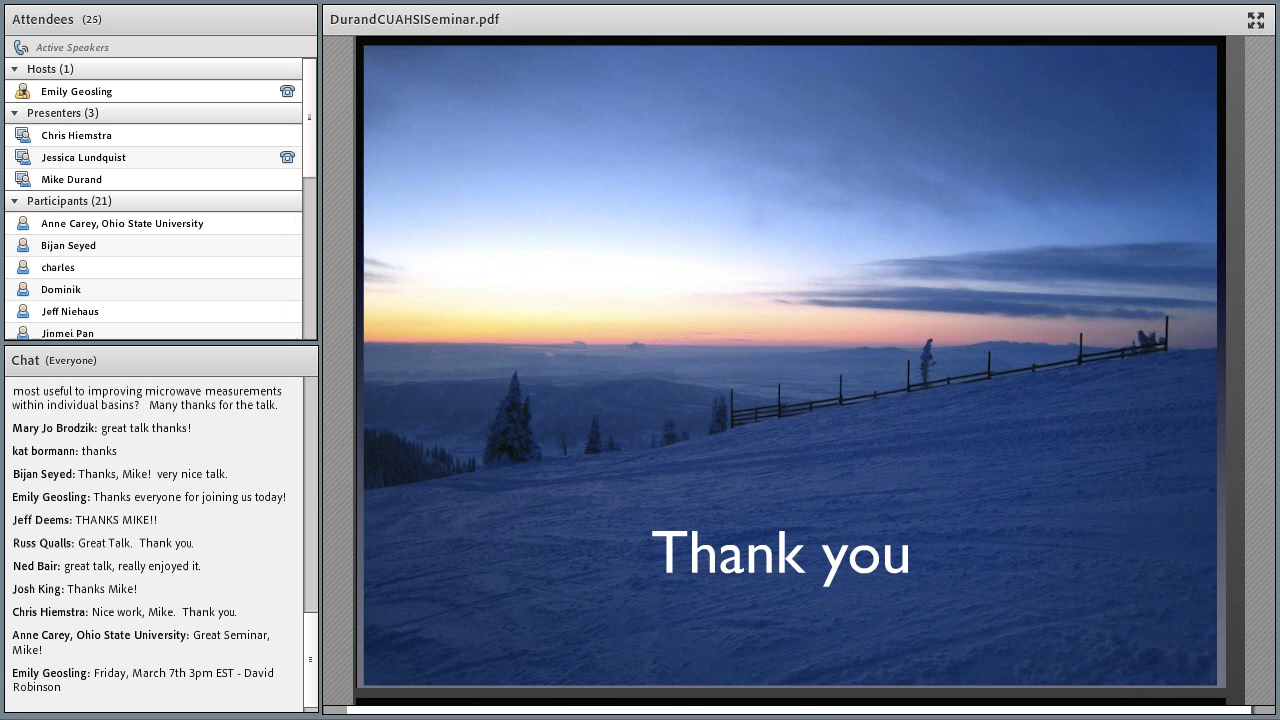 Attendees (25)
Active Speakers
Hosts (1)
Emily Geosling
Presenters (3)
Chris Hiemstra
Jessica Lundquist
Mike Durand
Participants (21)
Anne Carey, Ohio State University
Bijan Seyed
charles
Dominik
Jeff Niehaus
Jinmei Pan
Chat (Everyone)
most useful to improving microwave measurements
within individual basins? Many thanks for the talk.
Mary Jo Brodzik: great talk thanks!
kat bormann: thanks
Bijan Seyed: Thanks, Mike! very nice talk.
Emily Geosling: Thanks everyone for joining us today!
Jeff Deems: THANKS MIKE!!
Russ Qualls: Great Talk. Thank you.
Ned Bair: great talk, really enjoyed it.
Josh King: Thanks Mike!
Chris Hiemstra: Nice work, Mike. Thank you.
Anne Carey, Ohio State University: Great Seminar,
Mike!
Emily Geosling: Friday, March 7th 3pm EST - David
Robinson
DurandCUAHSISeminar.pdf
Thank you